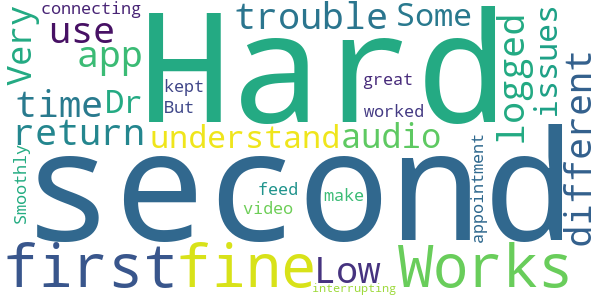 connecting
Very
use
trouble
Some
app
Hard
logged
issues
kept
great
time
Dr
But
worked
different
return
understand
audio
second
Smoothly
appointment
feed
make
video
first
fine
Low
Works
interrupting